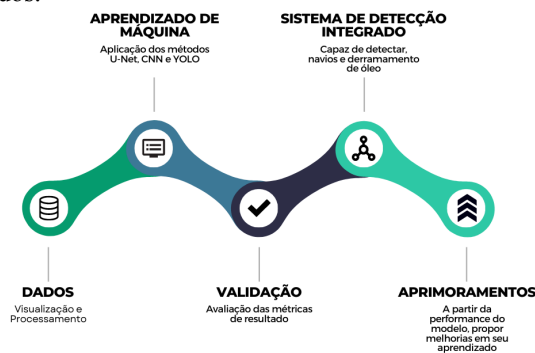 APRENDIZADO DE
MÁQUINA
Aplicação dos métodos
U-Net, CNN e YOLO
SISTEMA DE DETECÇÃO
INTEGRADO
Capaz de detectar,
navios e derramamento
de óleo
DADOS
Visualização e
Processamento
VALIDAÇÃO
Avaliação das métricas
de resultado
APRIMORAMENTOS
A partir da
performance do
modelo, propor
melhorias em seu
aprendizado